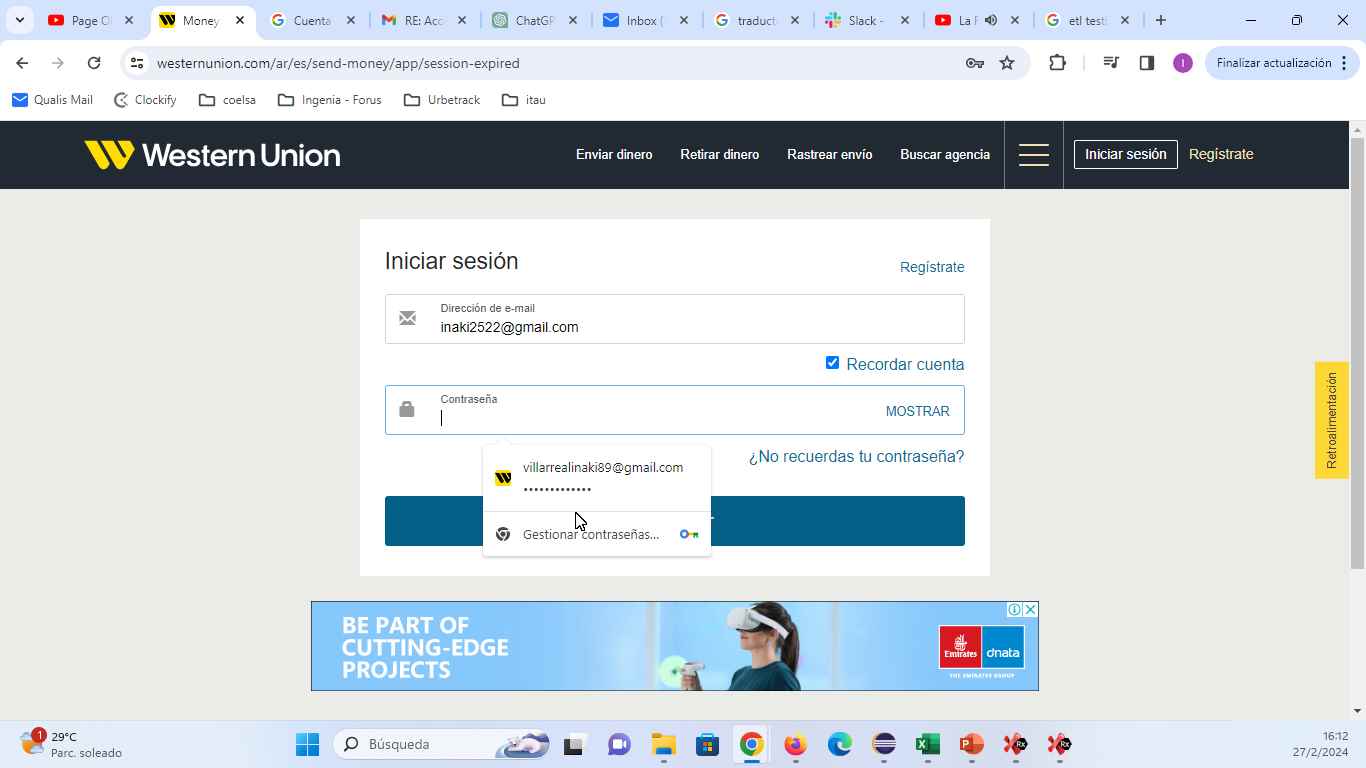 Page O
Money
Cuenta
RE: Acc
ChatGP
Inbox (
traduct
Slack -
La F
etl testi
westernunion.com/ar/es/send-money/app/session-expired
I
Finalizar actualización
Qualis Mail
Clockify
coelsa
Ingenia - Forus
Urbetrack
itau
Western Union
Enviar dinero
Retirar dinero
Rastrear envío
Buscar agencia
Iniciar sesión
Regístrate
Iniciar sesión
Regístrate
Dirección de e-mail
inaki2522@gmail.com
Recordar cuenta
Contraseña
MOSTRAR
¿No recuerdas tu contraseña?
villarrealinaki89@gmail.com
•••••••••••••
Gestionar contraseñas...
Retroalimentación
BE PART OF
CUTTING-EDGE
PROJECTS
Emirates
dnata
THE EMIRATES GROUP
1
29°C
Parc. soleado
Búsqueda
Rx
Rx
16:12
27/2/2024